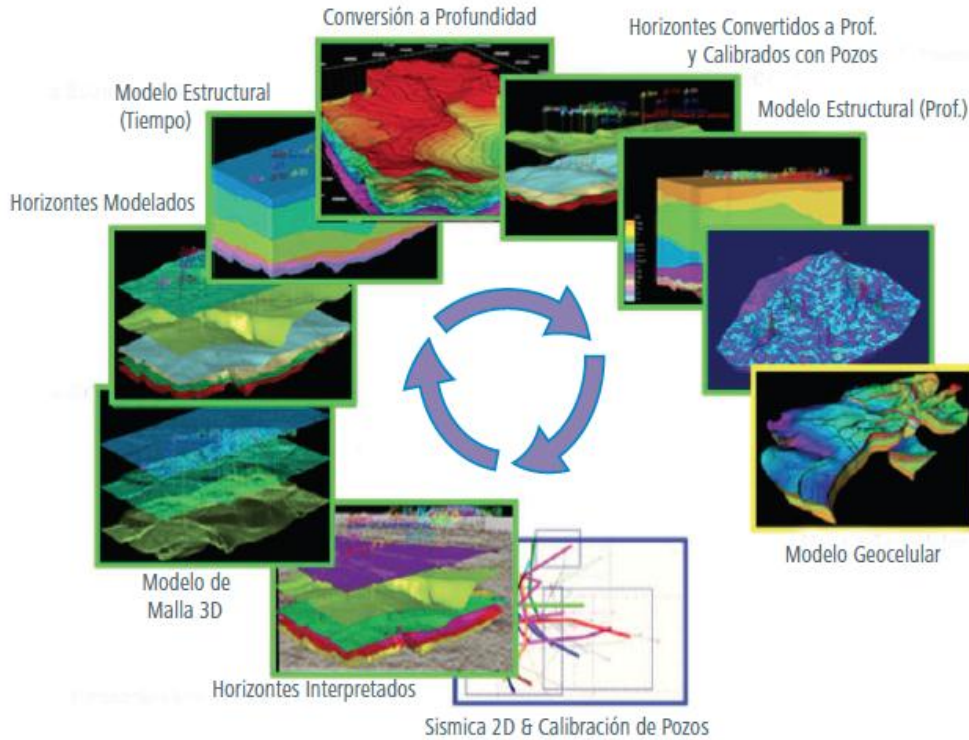 Conversión a Profundidad
Horizontes Convertidos a Prof.
y Calibrados con Pozos
Modelo Estructural
(Tiempo)
Modelo Estructural (Prof.)
Horizontes Modelados
Modelo Geocelular
Modelo de
Malla 3D
Horizontes Interpretados
Sismica 2D & Calibración de Pozos